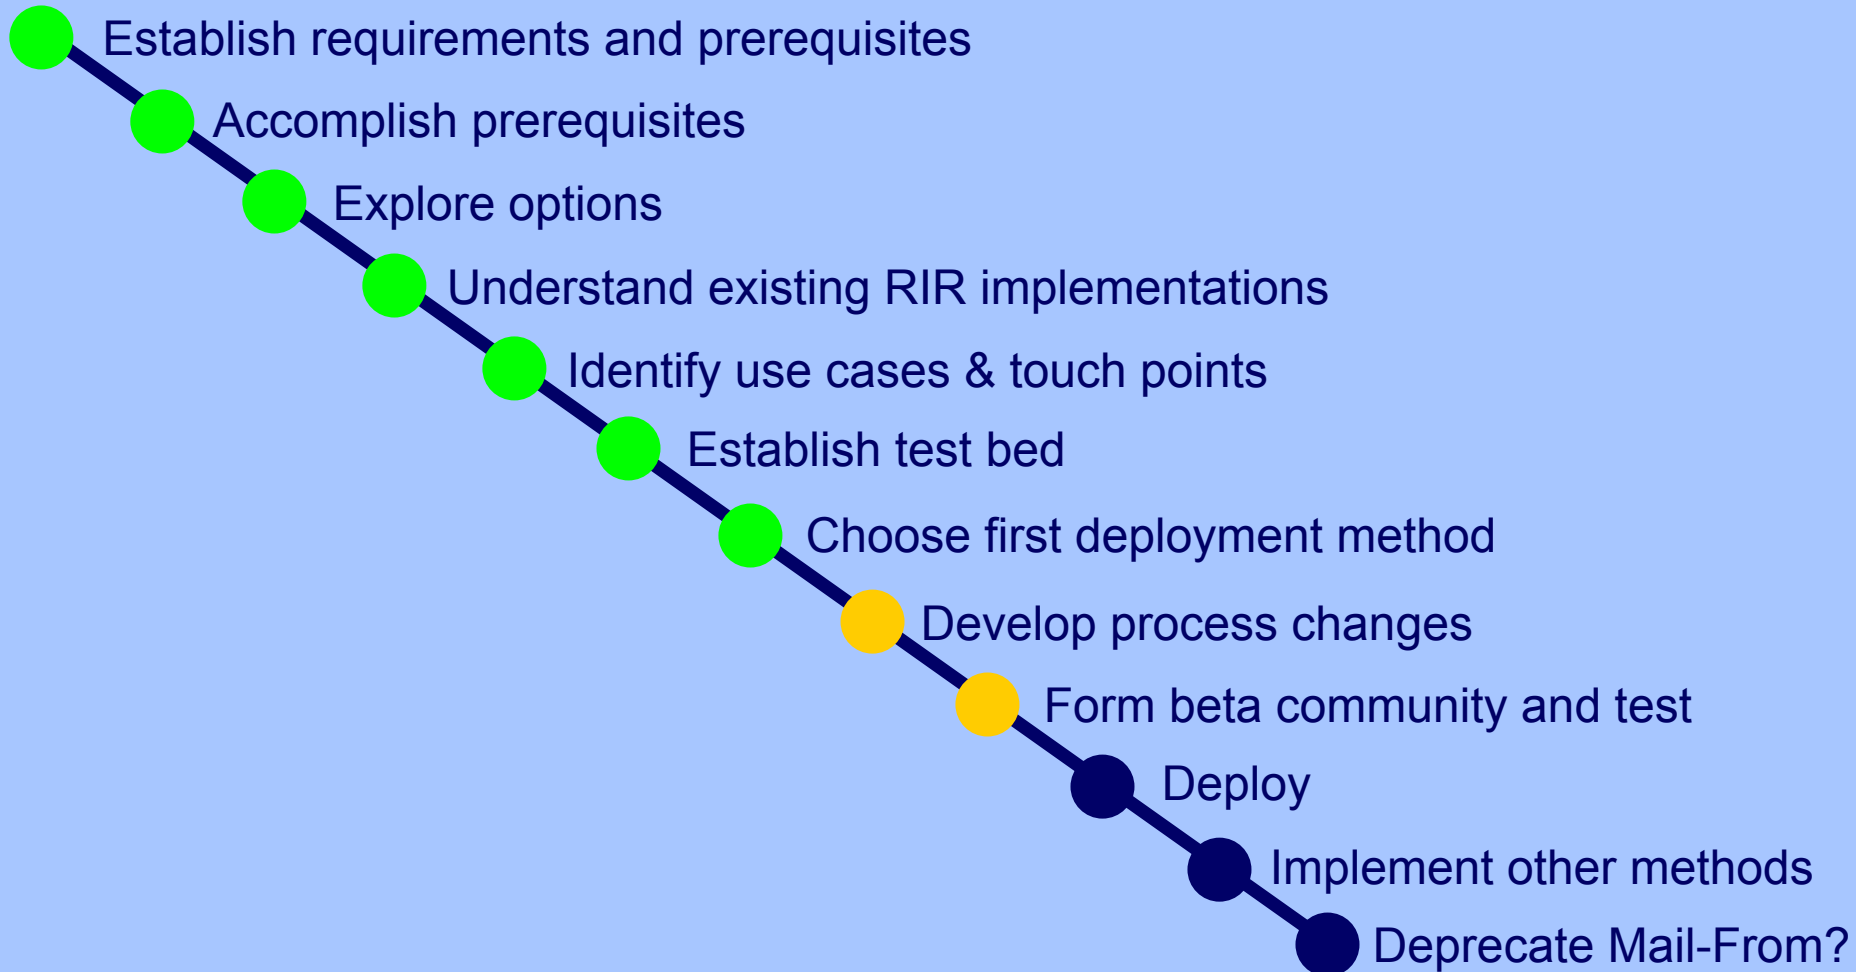 Establish requirements and prerequisites
Accomplish prerequisites
Explore options
Understand existing RIR implementations
Identify use cases & touch points
Establish test bed
Choose first deployment method
Develop process changes
Form beta community and test
Deploy
Implement other methods
Deprecate Mail-From?